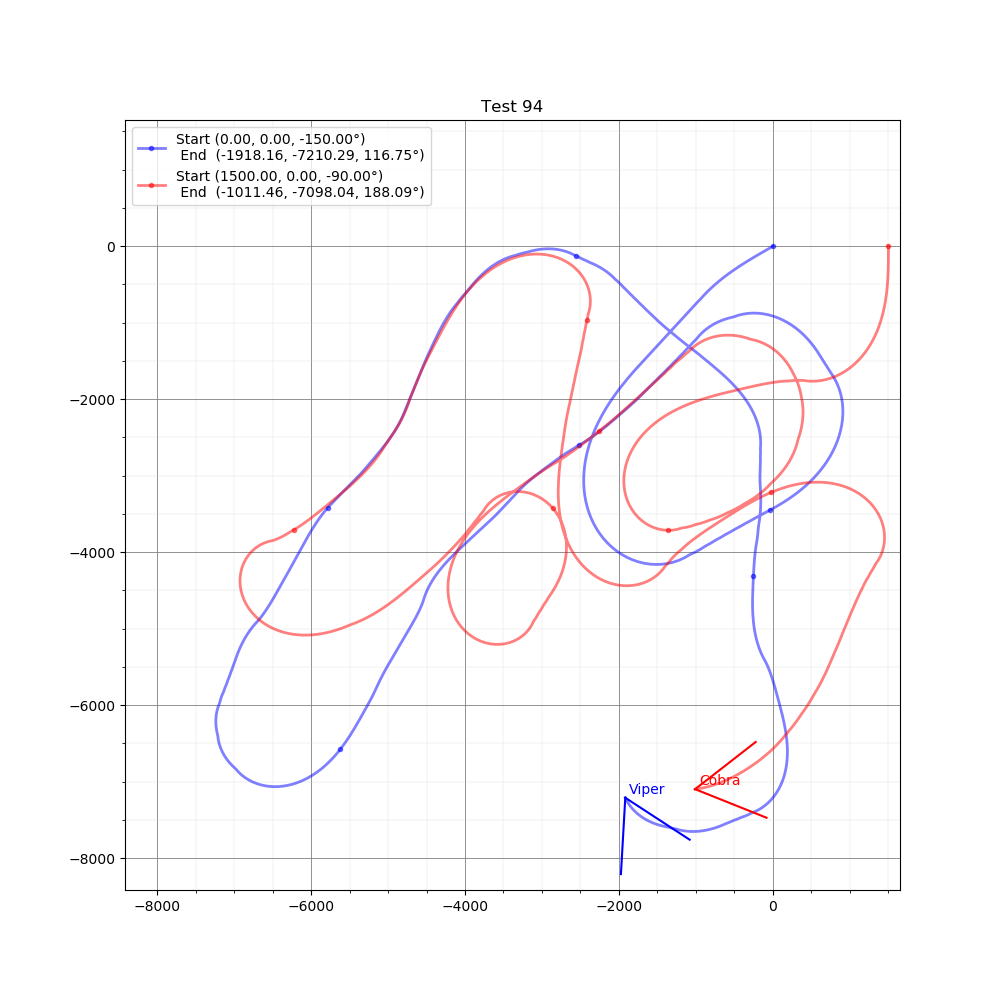 Test 94
Start (0.00, 0.00, -150.00°)
End  (-1918.16, -7210.29, 116.75°)
Start (1500.00, 0.00, -90.00°)
End  (-1011.46, -7098.04, 188.09°)
0
−2000
−4000
−6000
−8000
Cobra
Viper
−8000 −6000 −4000 −2000 0